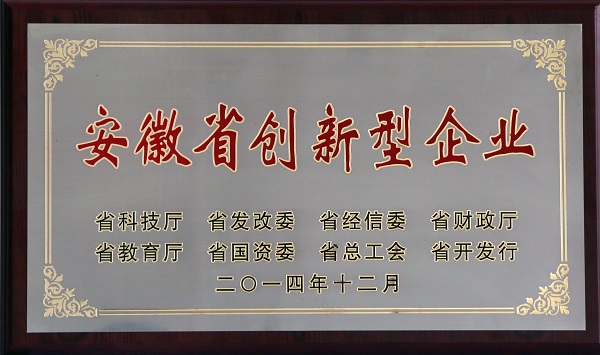 安徽省创新型企业
省科技厅 省发改委 省经信委 省财政厅
省教育厅 省国资委 省总工会 省开发行
二〇一四年十二月